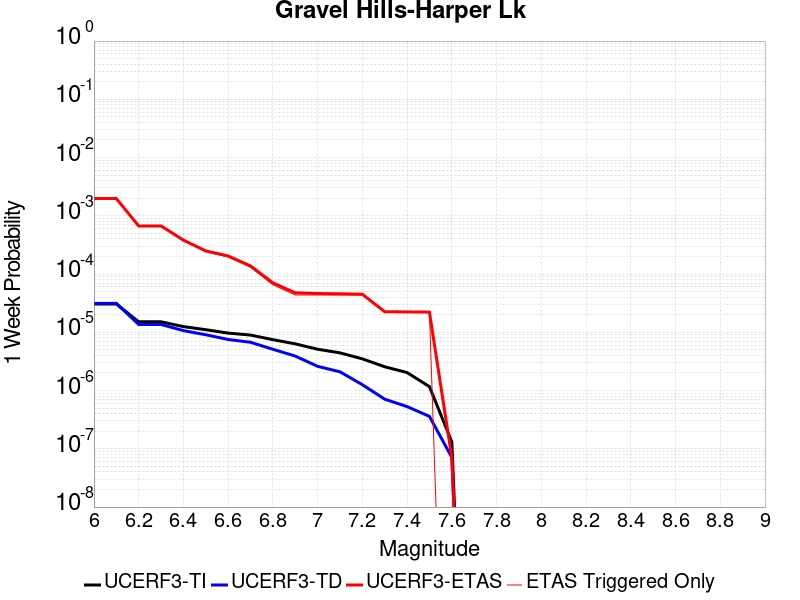 Gravel Hills-Harper Lk
10^0
10^-1
10^-2
10^-3
10^-4
10^-5
10^-6
10^-7
10^-8
1 Week Probability
6 6.2 6.4 6.6 6.8 7 7.2 7.4 7.6 7.8 8 8.2 8.4 8.6 8.8 9
Magnitude
UCERF3-TI UCERF3-TD UCERF3-ETAS ETAS Triggered Only